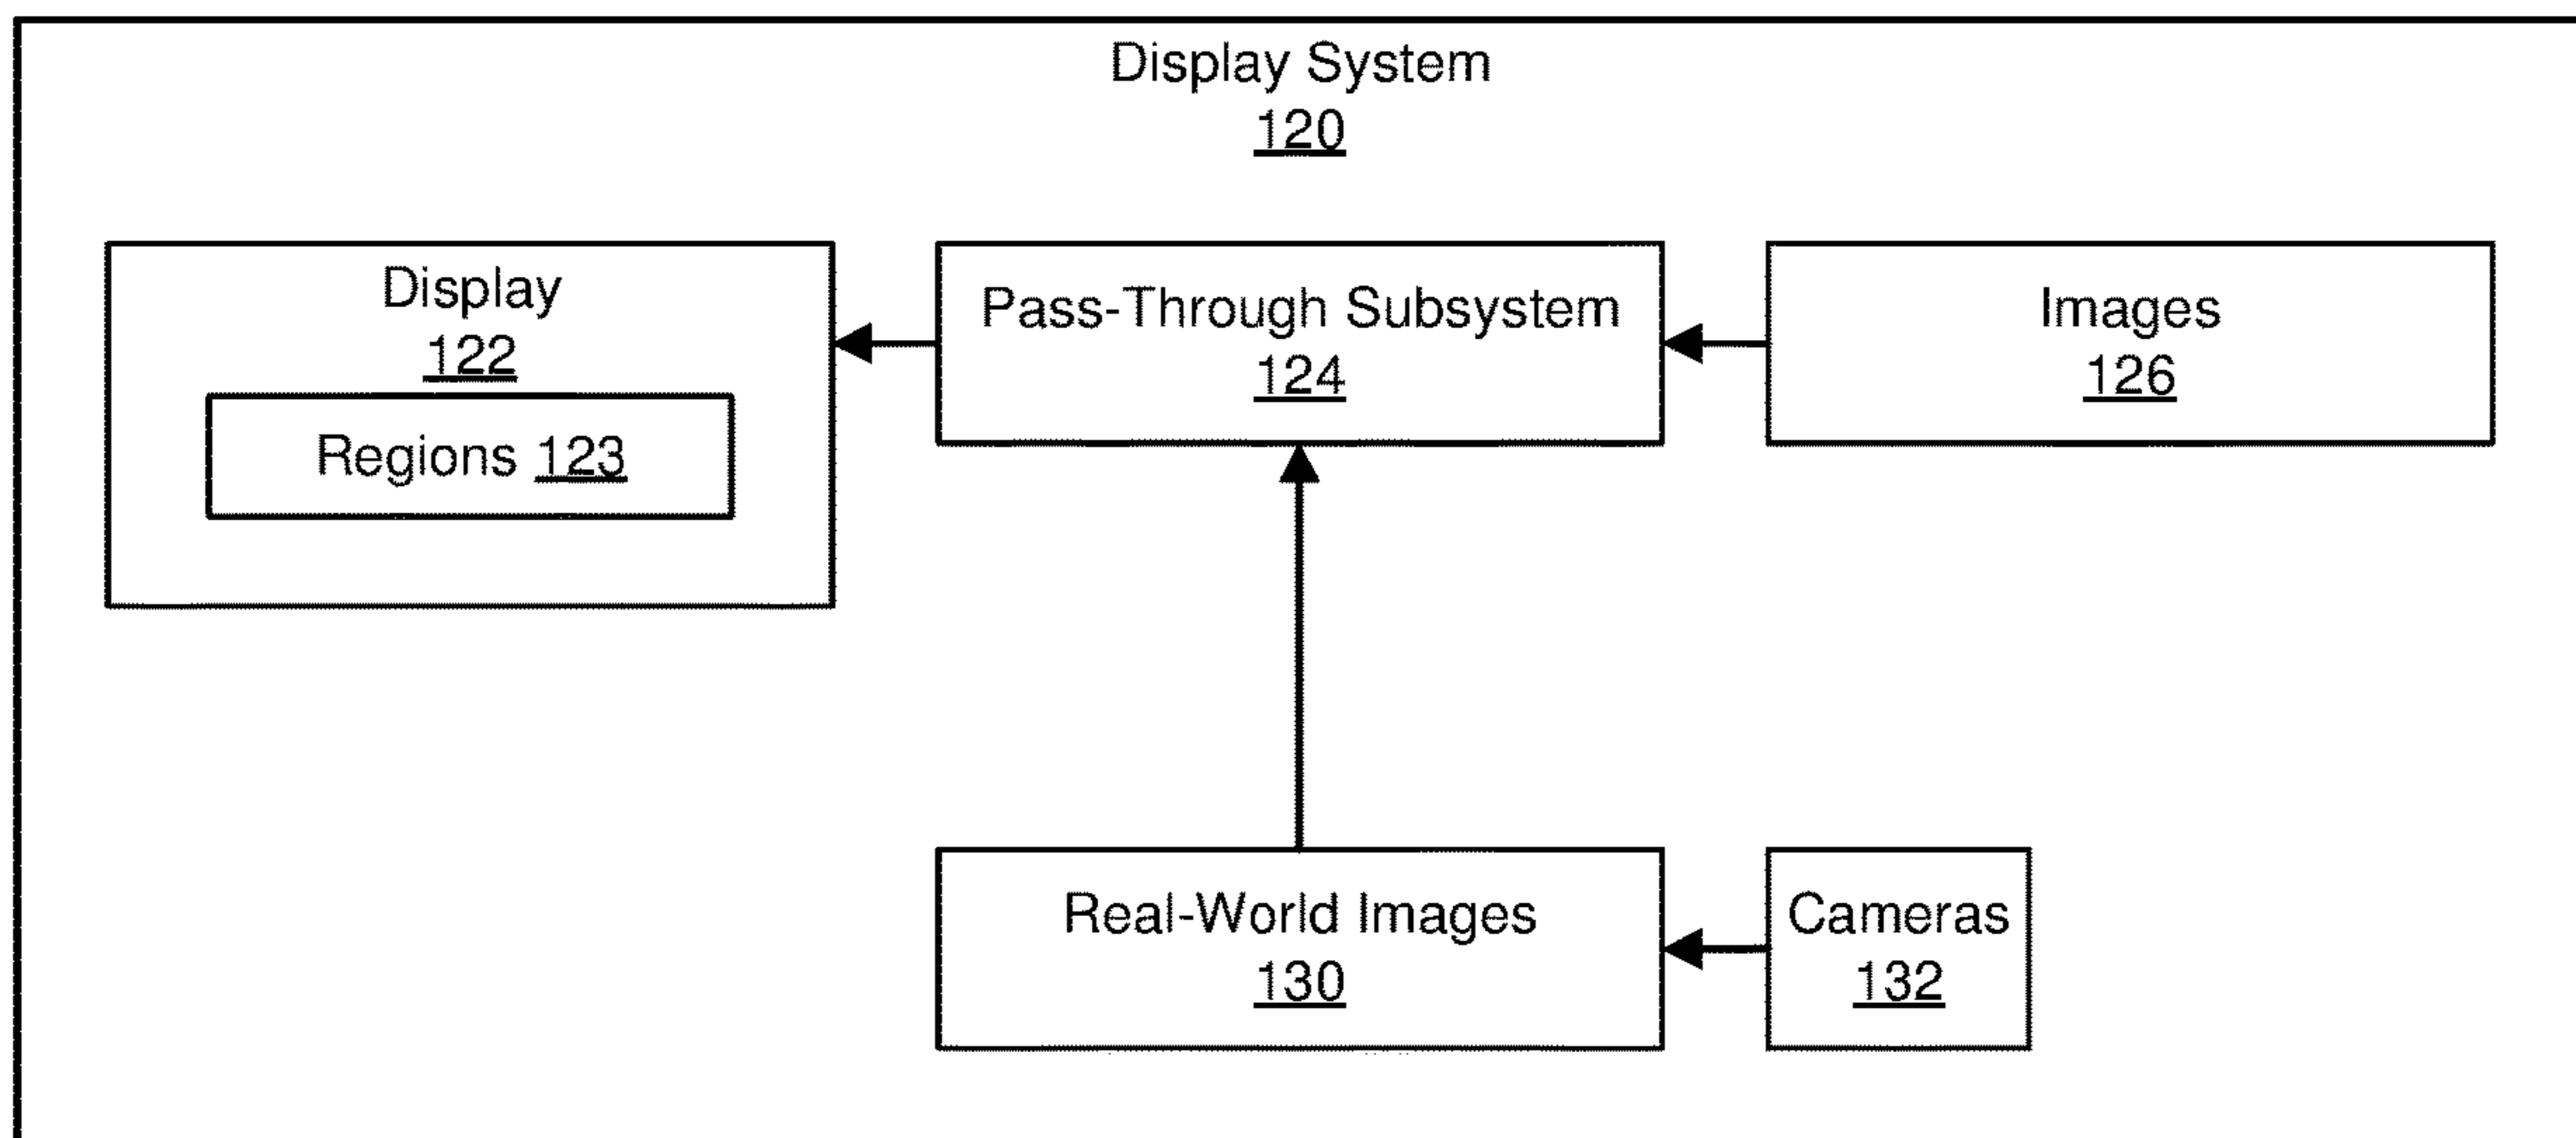 Display System
120
Display
122
Regions 123
Pass-Through Subsystem
124
Images
126
Real-World Images
130
Cameras
132